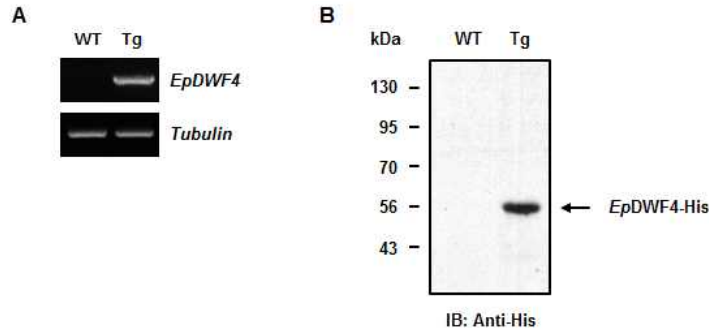 A
WT Tg
EpDWF4
Tubulin
B
kDa WT Tg
130
95
70
56
43
EpDWF4-His
IB: Anti-His